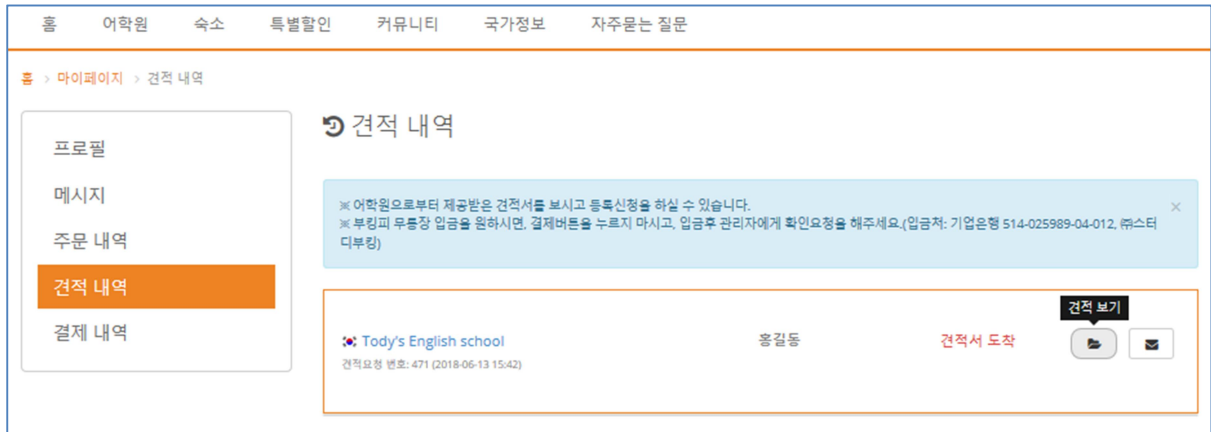 홈 어학원 숙소 특별할인 커뮤니티 국가정보 자주묻는 질문
홈 > 마이페이지 > 견적 내역
프로필
메시지
주문 내역
견적 내역
결제 내역
견적 내역
※ 어학원으로부터 제공받은 견적서를 보시고 등록신청을 하실 수 있습니다.
※ 부킹피 무통장 입금을 원하시면, 결제버튼을 누르지 마시고, 입금후 관리자에게 확인요청을 해주세요.(입금처: 기업은행 514-025989-04-012, ㈜스터
디부킹)
×
견적 보기
Tody's English school 홍길동 견적서 도착
견적요청 번호: 471 (2018-06-13 15:42)